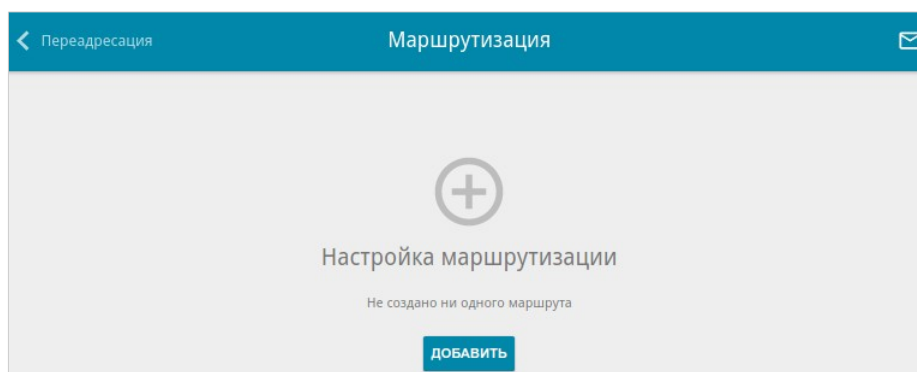 Переадресация
Маршрутизация
Настройка маршрутизации
Не создано ни одного маршрута
ДОБАВИТЬ